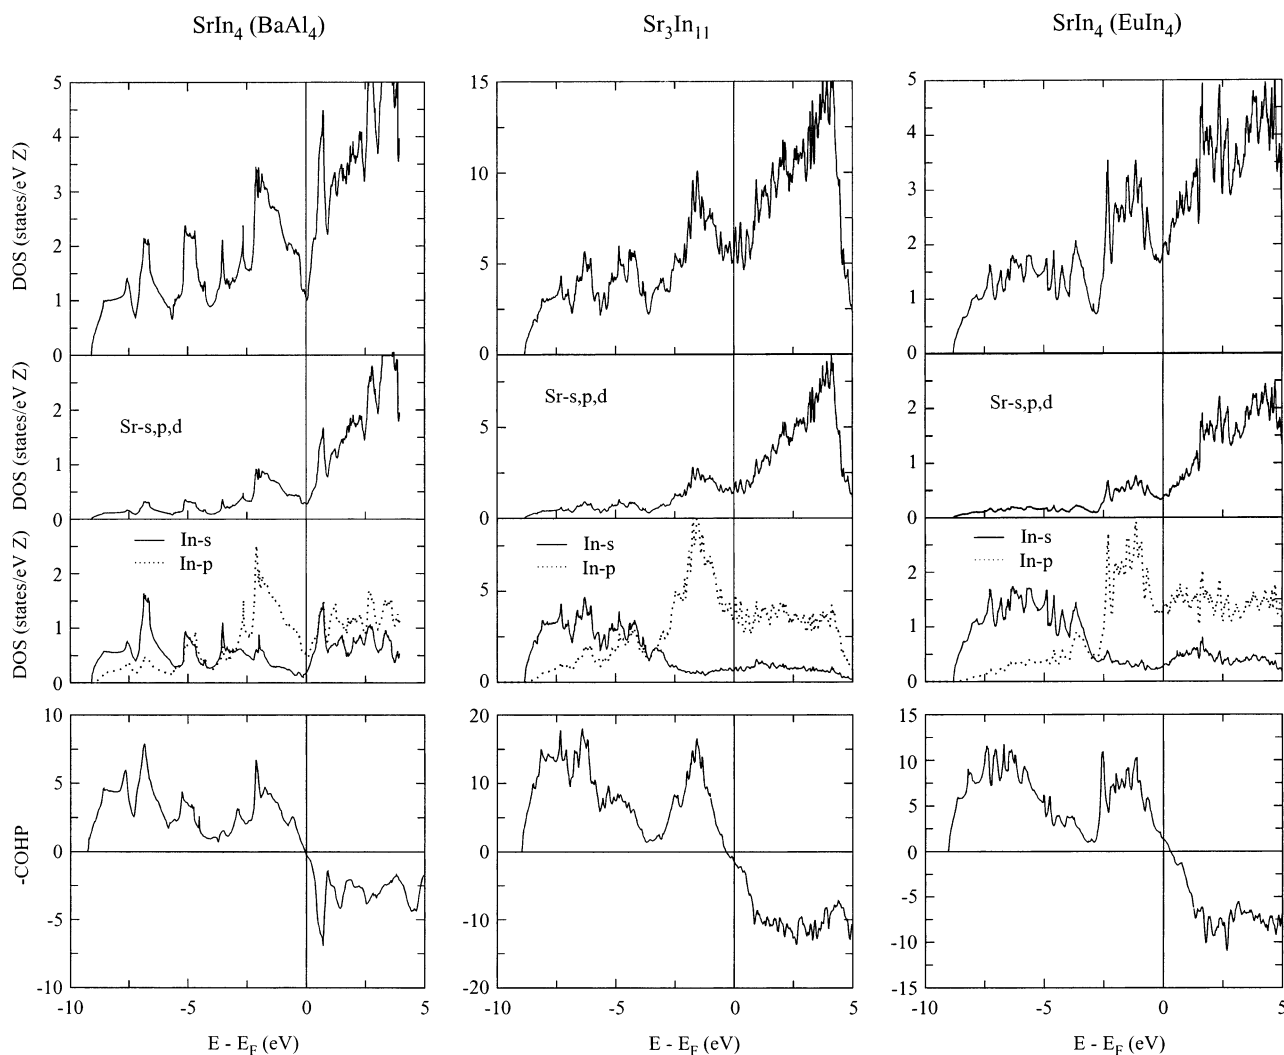 SrIn4 (BaAl4) Sr3In11 SrIn4 (EuIn4)
5 15 5
4 4
10
3 3
2 5 2
1 1
0 0 0
DOS (states/eV Z)
2 2
5
1 1
0 0 0
Sr-s,p,d Sr-s,p,d Sr-s,p,d
DOS (states/eV Z)
In-s In-s In-s
In-p In-p In-p
2 2
5
1 1
0 0 0
DOS (states/eV Z)
10 20 15
10
5 10
5
0 0 0
-5
-5 -10
-10
-10 -20 -15
-COHP
-10 -5 0 5 -10 -5 0 5 -10 -5 0 5
E - EF (eV) E - EF (eV) E - EF (eV)